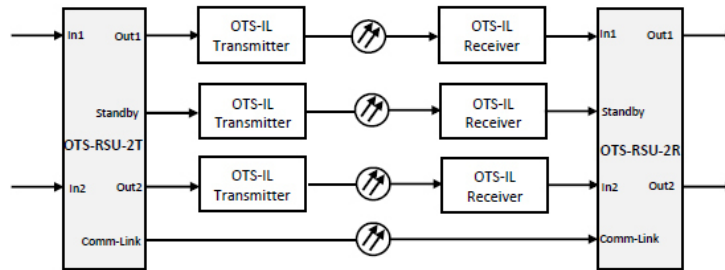 In1 Out1
OTS-IL
Transmitter
OTS-IL
Receiver
In1 Out1
Standby
OTS-IL
Transmitter
OTS-IL
Receiver
Standby
OTS-RSU-2T
OTS-RSU-2R
In2 Out2
OTS-IL
Transmitter
OTS-IL
Receiver
In2 Out2
Comm-Link
Comm-Link